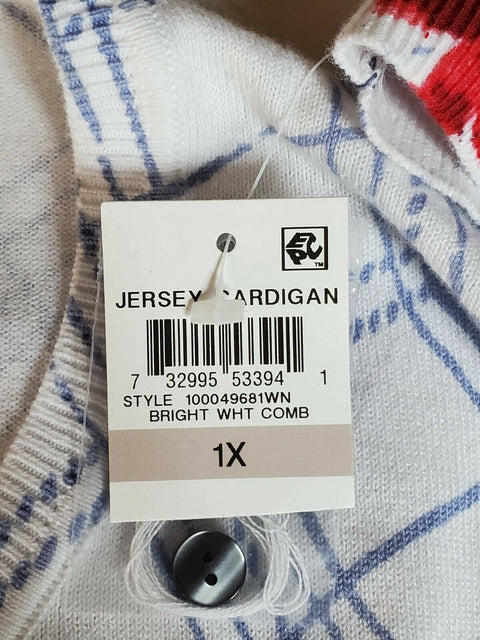 JERSEY CARDIGAN
7 32995 53394 1
STYLE 100049681WN
BRIGHT WHT COMB
1X